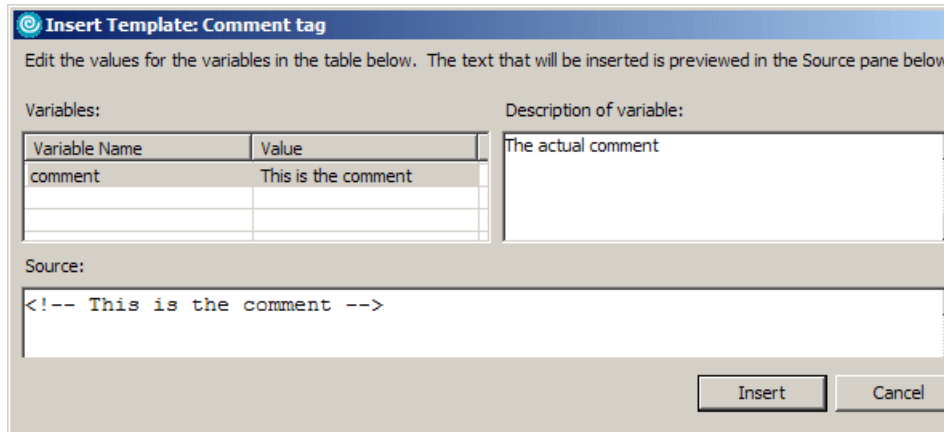 Insert Template: Comment tag
Edit the values for the variables in the table below. The text that will be inserted is previewed in the Source pane below
Variables:
Description of variable:
Variable Name Value
The actual comment
comment This is the comment
Source:
<!-- This is the comment -->
Insert Cancel